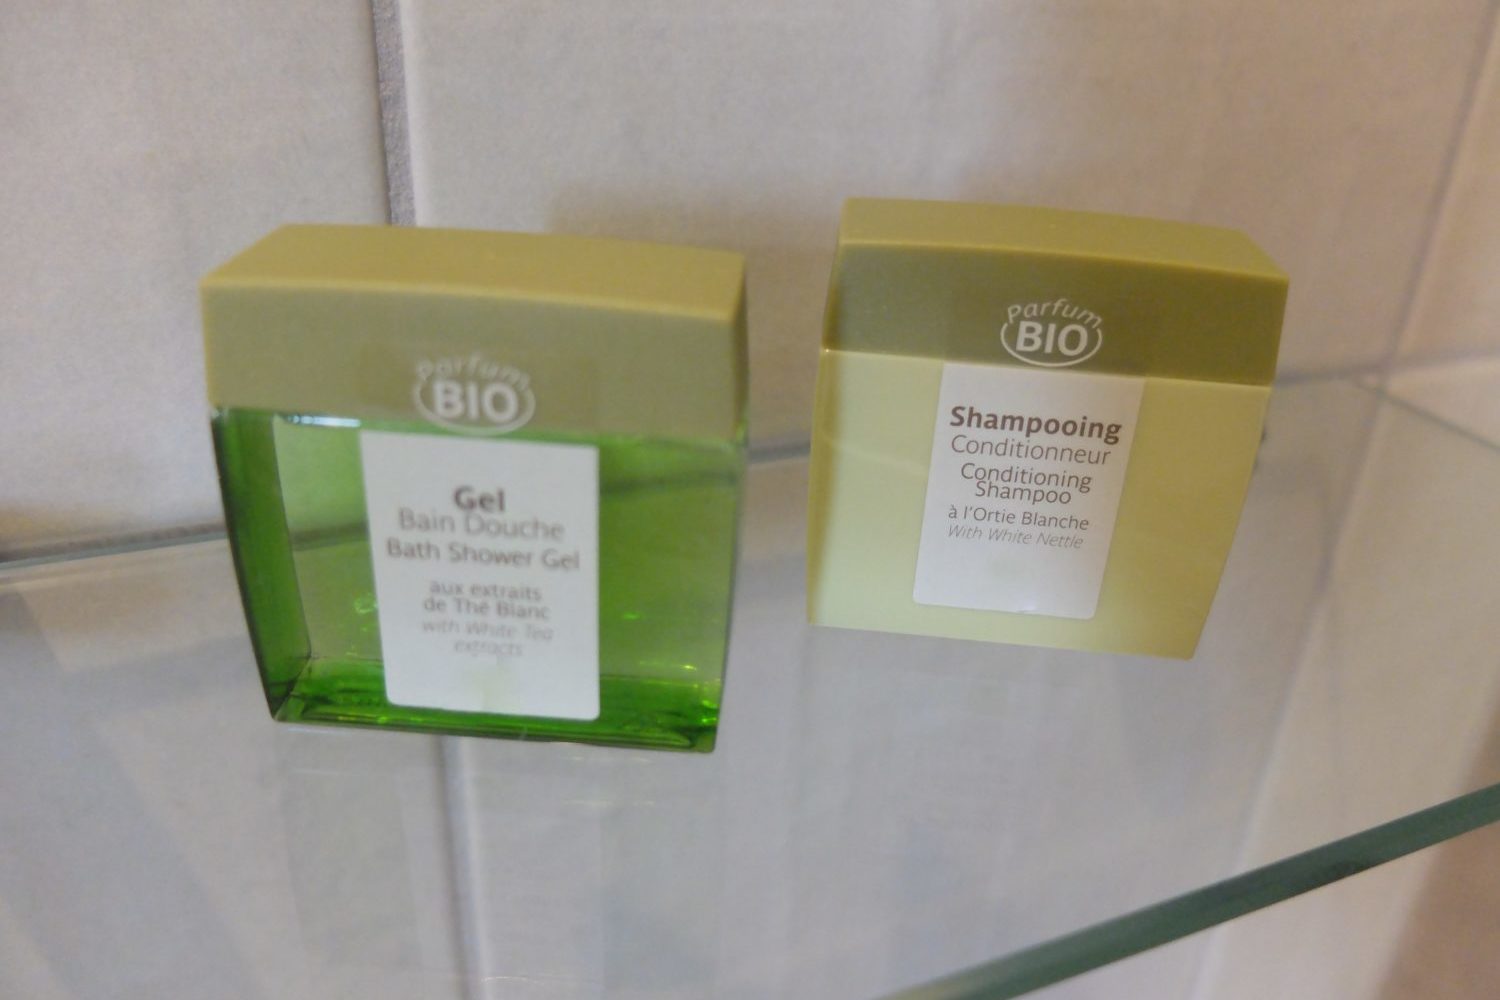 Parfum
BIO
Gel
Bain Douche
Bath Shower Gel
aux extraits
de Thé Blanc
with White Tea
extracts
Parfum
BIO
Shampooing
Conditionneur
Conditioning
Shampoo
à l'Ortie Blanche
With White Nettle